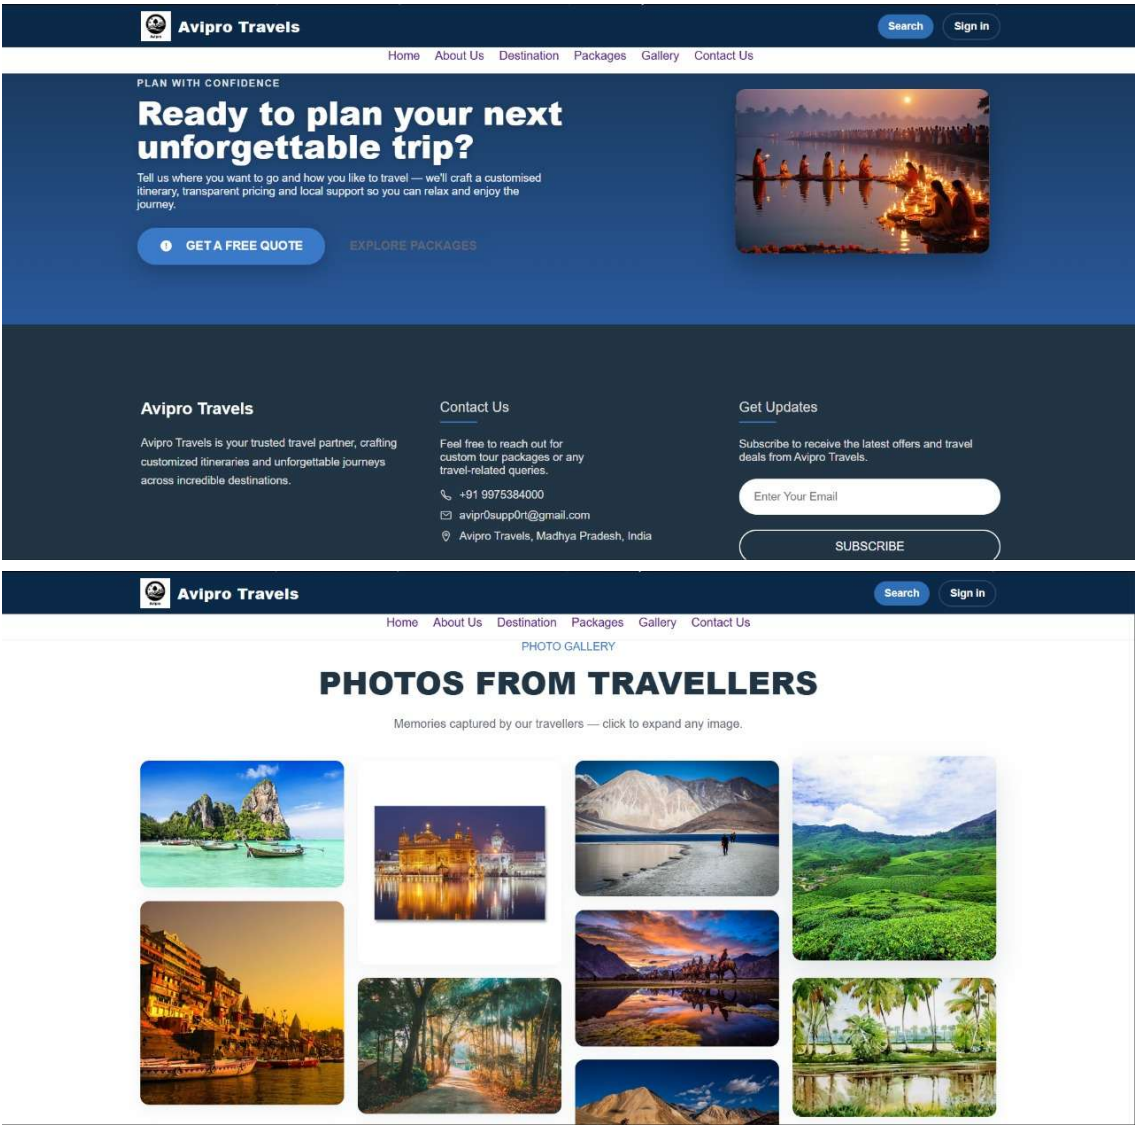 Avipro Travels
Search
Sign in
Home About Us Destination Packages Gallery Contact Us
PLAN WITH CONFIDENCE
Ready to plan your next
unforgettable trip?
Tell us where you want to go and how you like to travel — we'll craft a customised
itinerary, transparent pricing and local support so you can relax and enjoy the
journey.
GET A FREE QUOTE
EXPLORE PACKAGES
Avipro Travels
Avipro Travels is your trusted travel partner, crafting
customized itineraries and unforgettable journeys
across incredible destinations.
Contact Us
Feel free to reach out for
custom tour packages or any
travel-related queries.
+91 9975384000
avipr0supp0rt@gmail.com
Avipro Travels, Madhya Pradesh, India
Get Updates
Subscribe to receive the latest offers and travel
deals from Avipro Travels.
Enter Your Email
SUBSCRIBE
Avipro Travels
Search
Sign in
Home About Us Destination Packages Gallery Contact Us
PHOTO GALLERY
PHOTOS FROM TRAVELLERS
Memories captured by our travellers — click to expand any image.